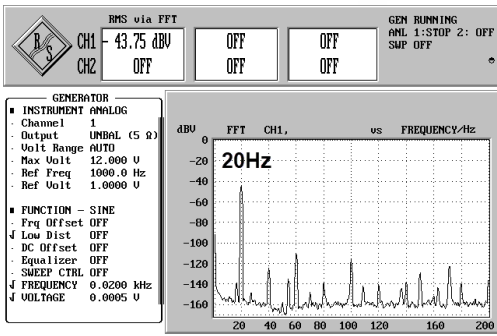 RMS via FFT
R&S
CH1 - 43.75 dBV OFF OFF
CH2 OFF OFF OFF
GEN RUNNING
ANL 1:STOP 2: OFF
SWP OFF
GENERATOR
INSTRUMENT ANALOG
Channel 1
Output UNBAL (5 Ω)
Volt Range AUTO
Max Volt 12.000 V
Ref Freq 1000.0 Hz
Ref Volt 1.0000 V
FUNCTION - SINE
Frq Offset OFF
Low Dist OFF
DC Offset OFF
Equalizer OFF
SWEEP CTRL OFF
FREQUENCY 0.0200 kHz
VOLTAGE 0.0005 V
dBV FFT CH1, vs FREQUENCY/Hz
20Hz
0
-20
-40
-60
-80
-100
-120
-140
-160
20 40 60 80 100 120 160 200